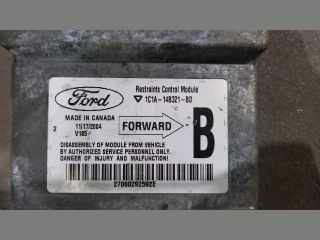 Ford
Restraints Control Module
1C1A-14B321-BD
MADE IN CANADA
11/17/2004
2
V185
FORWARD
B
DISASSEMBLY OF MODULE FROM VEHICLE
BY AUTHORIZED SERVICE PERSONNEL ONLY.
DANGER OF INJURY AND MALFUNCTION!
27080292592E